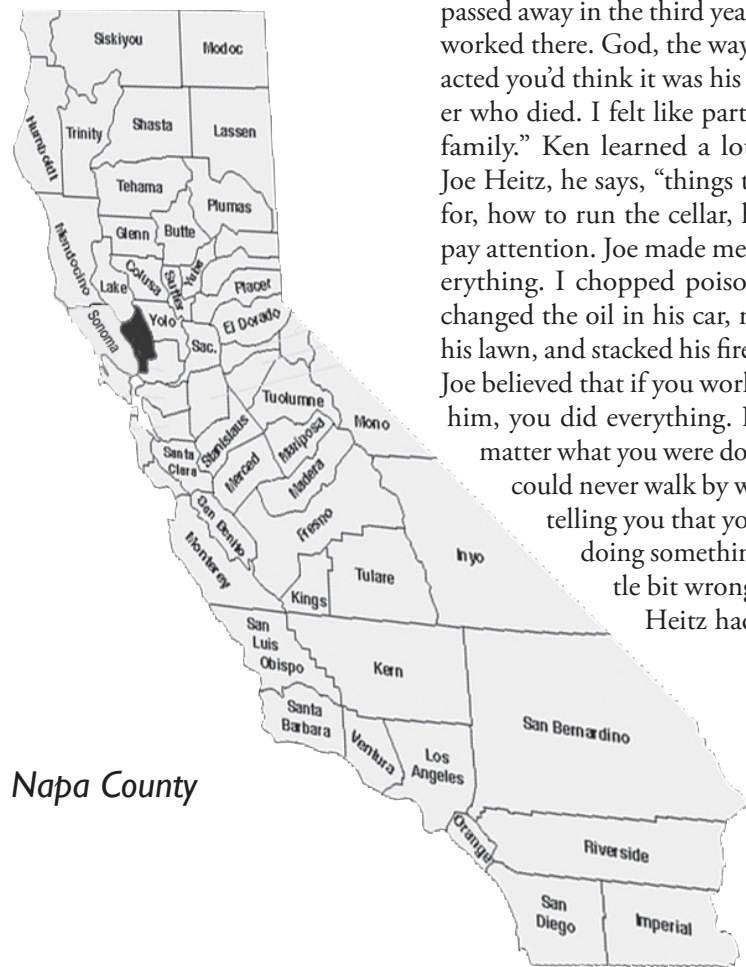 passed away in the third yea
worked there. God, the way
acted you'd think it was his
er who died. I felt like part
family.” Ken learned a lot
Joe Heitz, he says, “things t
for, how to run the cellar, h
pay attention. Joe made me
erything. I chopped poiso
changed the oil in his car, m
his lawn, and stacked his fire
Joe believed that if you work
him, you did everything. I
matter what you were do
could never walk by w
telling you that yo
doing somethin
tle bit wrong
Heitz had
Siskiyou
Modoc
Humboldt
Trinity
Shasta
Lassen
Tehama
Plumas
Mendocino
Glenn
Butte
Lake
Colusa
Sutter
Yuba
Placer
Sonoma
Yolo
El Dorado
Sac.
Tuolumne
Mono
Stanislaus
Mariposa
Santa
Clara
Merced
Madera
San Benito
Fresno
Monterey
Inyo
Tulare
Kings
San
Luis
Obispo
Kern
Santa
Barbara
Ventura
Los
Angeles
San Bernardino
Napa County
Orange
Riverside
San
Diego
Imperial